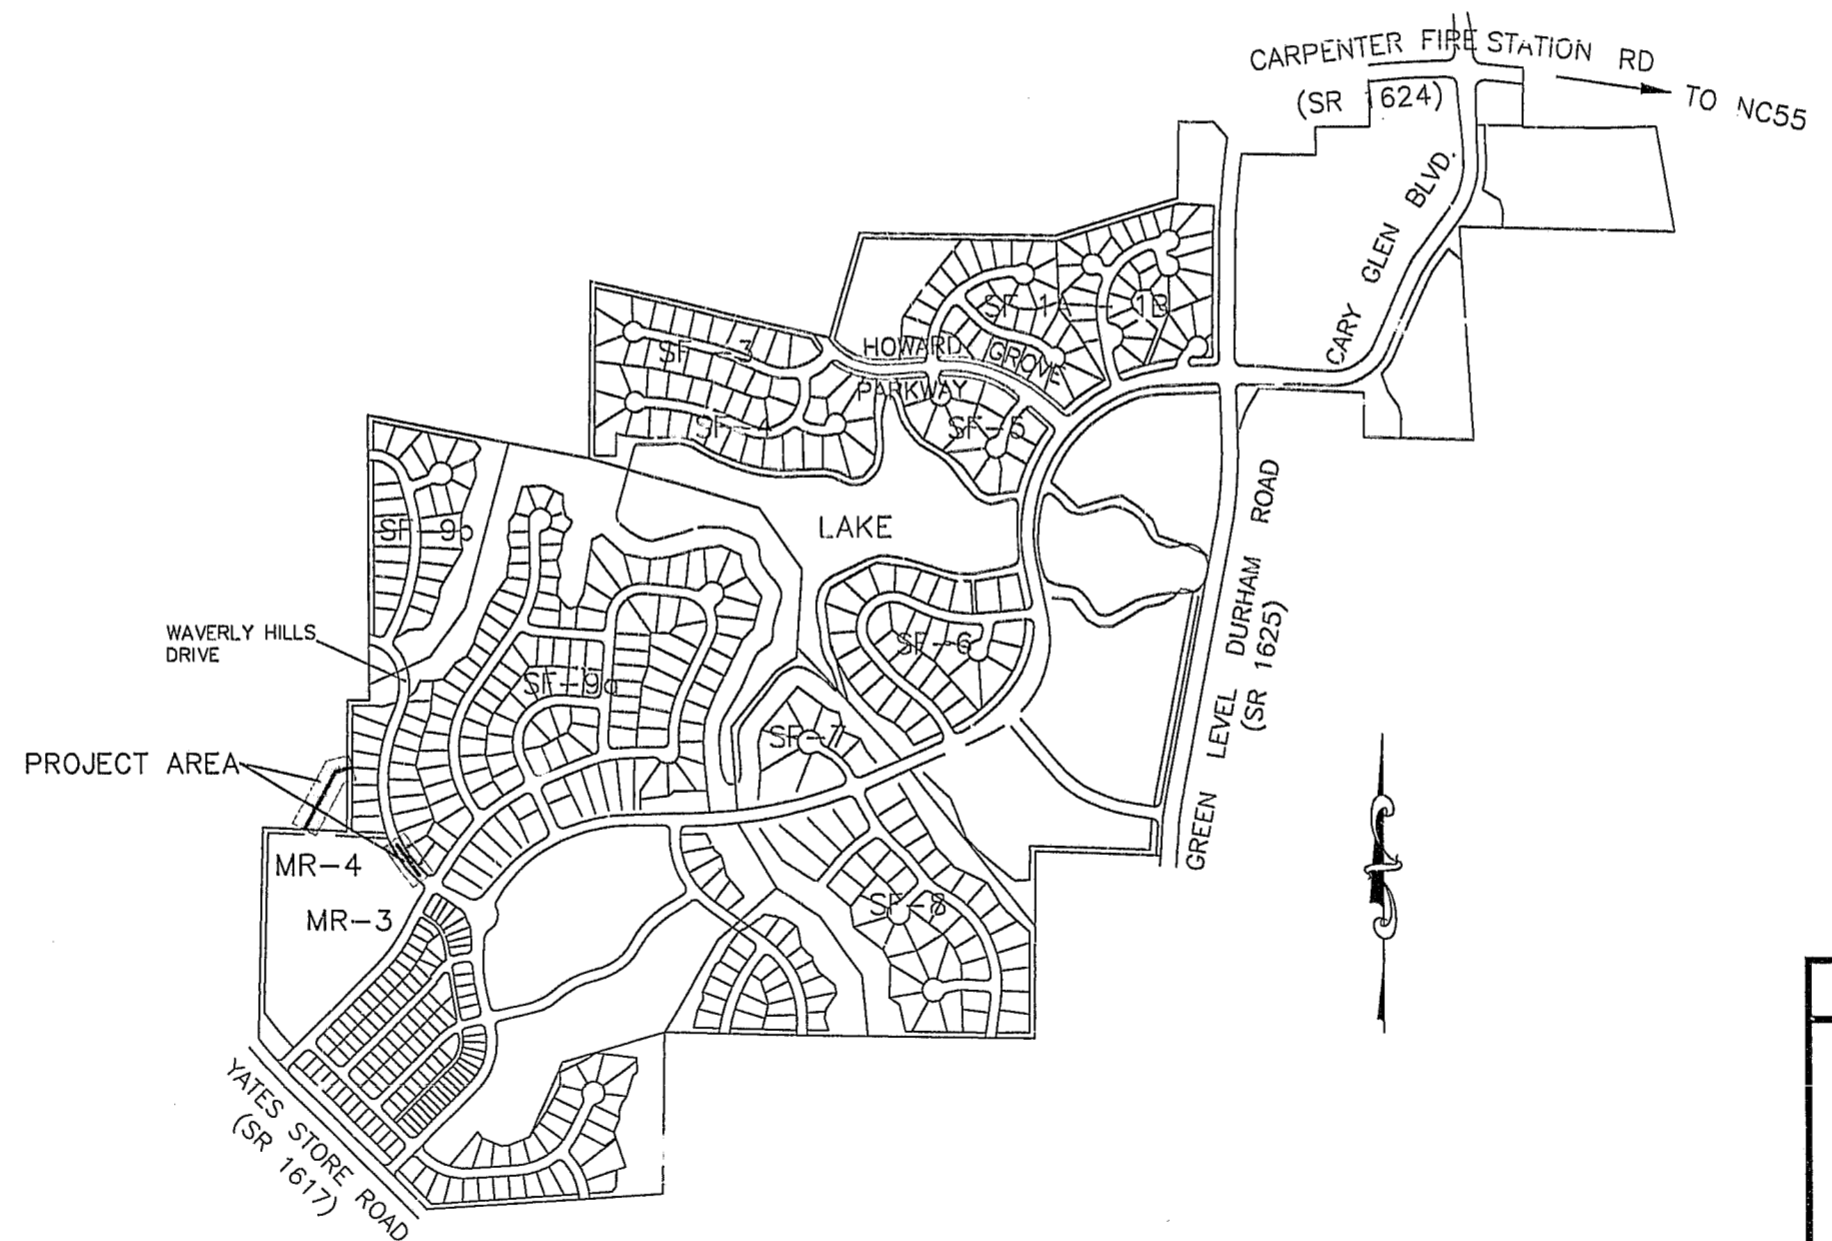 CARPENTER FIRE STATION RD
(SR 1624)
TO NC55
CARY GLEN BLVD.
SF-1A
1B
HOWARD GROVE
PARKWAY
SF-3
SF-4
SF-5
LAKE
SF-9b
GREEN LEVEL DURHAM ROAD
(SR 1625)
WAVERLY HILLS
DRIVE
SF-6
SF-9a
SF-7
PROJECT AREA
MR-4
MR-3
SF-8
YATES STORE ROAD
(SR 1617)